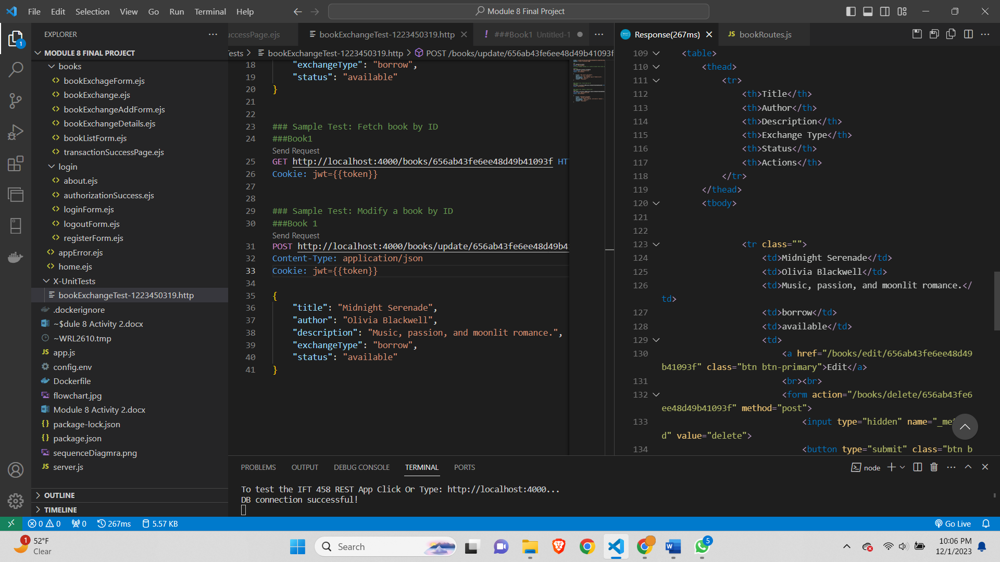 File Edit Selection View Go Run Terminal Help
Module 8 Final Project
EXPLORER
MODULE 8 FINAL PROJECT
books
bookExchageForm.ejs
bookExchange.ejs
bookExchangeAddForm.ejs
bookExchangeDetails.ejs
bookListForm.ejs
transactionSuccessPage.ejs
login
about.ejs
authorizationSuccess.ejs
loginForm.ejs
logoutForm.ejs
registerForm.ejs
appError.ejs
home.ejs
X-UnitTests
bookExchangeTest-1223450319.http
.dockerignore
~$dule 8 Activity 2.docx
~WRL2610.tmp
app.js
config.env
Dockerfile
flowchart.jpg
Module 8 Activity 2.docx
package-lock.json
package.json
sequenceDiagmra.png
server.js
OUTLINE
TIMELINE
uccessPage.ejs
bookExchangeTest-1223450319.http
! ###Book1 Untitled-1
Tests > bookExchangeTest-1223450319.http > POST /books/update/656ab43fe6ee48d49b41093f
18 "exchangeType": "borrow",
19 "status": "available"
20 }
21
22
23 ### Sample Test: Fetch book by ID
24 ###Book1
Send Request
25 GET http://localhost:4000/books/656ab43fe6ee48d49b41093f HT
26 Cookie: jwt={{token}}
27
28
29 ### Sample Test: Modify a book by ID
30 ###Book 1
Send Request
31 POST http://localhost:4000/books/update/656ab43fe6ee48d49b4
32 Content-Type: application/json
33 Cookie: jwt={{token}}
34
35 {
36 "title": "Midnight Serenade",
37 "author": "Olivia Blackwell",
38 "description": "Music, passion, and moonlit romance.",
39 "exchangeType": "borrow",
40 "status": "available"
41 }
Response(267ms)
JS bookRoutes.js
109 <table>
110 <thead>
111 <tr>
112 <th>Title</th>
113 <th>Author</th>
114 <th>Description</th>
115 <th>Exchange Type</th>
116 <th>Status</th>
117 <th>Actions</th>
118 </tr>
119 </thead>
120 <tbody>
121
122
123 <tr class="">
124 <td>Midnight Serenade</td>
125 <td>Olivia Blackwell</td>
126 <td>Music, passion, and moonlit romance.</
td>
127 <td>borrow</td>
128 <td>available</td>
129 <td>
130 <a href="/books/edit/656ab43fe6ee48d49
b41093f" class="btn btn-primary">Edit</a>
131 <br><br>
132 <form action="/books/delete/656ab43fe6
ee48d49b41093f" method="post">
133 <input type="hidden" name="_me
d" value="delete">
134 <button type="submit" class="btn b
PROBLEMS OUTPUT DEBUG CONSOLE TERMINAL PORTS
node
To test the IFT 458 REST App Click Or Type: http://localhost:4000...
DB connection successful!
0 0 0 267ms 5.57 KB
Go Live
1
52°F
Clear
Search
5
10:06 PM
12/1/2023